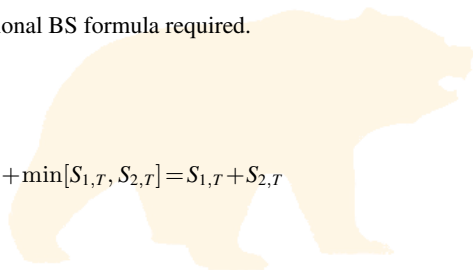 onal BS formula required.
+min[S_{1,T}, S_{2,T}]=S_{1,T}+S_{2,T}